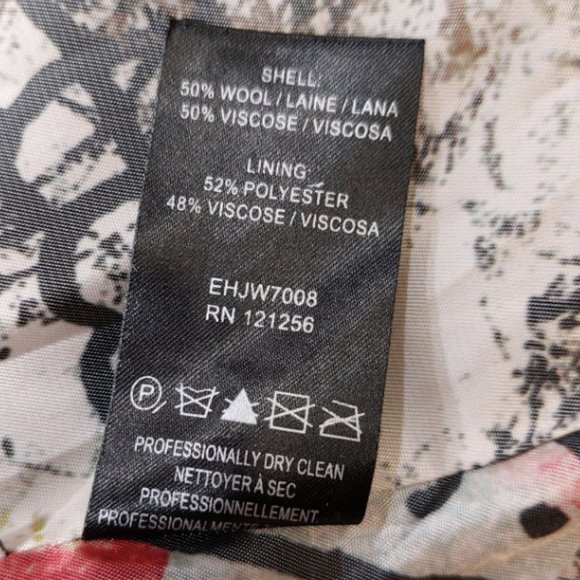 SHELL:
50% WOOL / LAINE / LANA
50% VISCOSE / VISCOSA
LINING:
52% POLYESTER
48% VISCOSE / VISCOSA
EHJW7008
RN 121256
P
PROFESSIONALLY DRY CLEAN
NETTOYER À SEC
PROFESSIONNELLEMENT
PROFESSIONALMENTE